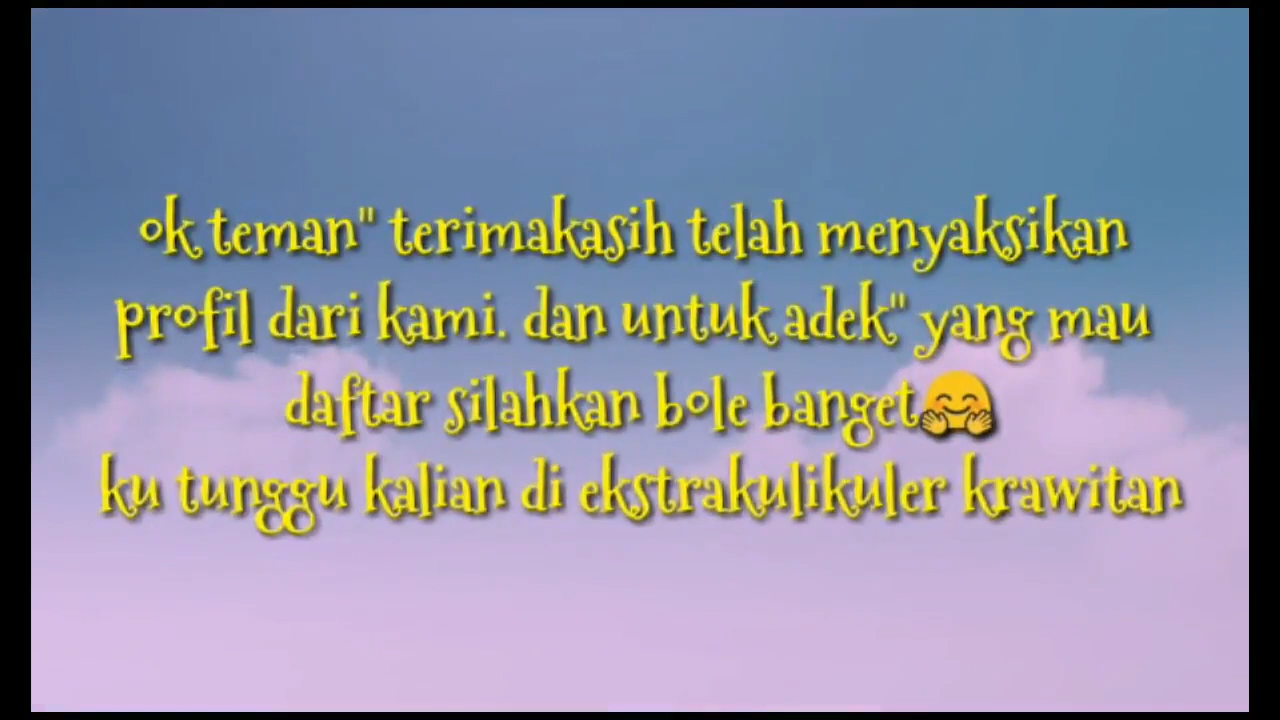 ok teman" terimakasih telah menyaksikan
profil dari kami. dan untuk adek" yang mau
daftar silahkan bole banget🤗
ku tunggu kalian di ekstrakulikuler krawitan